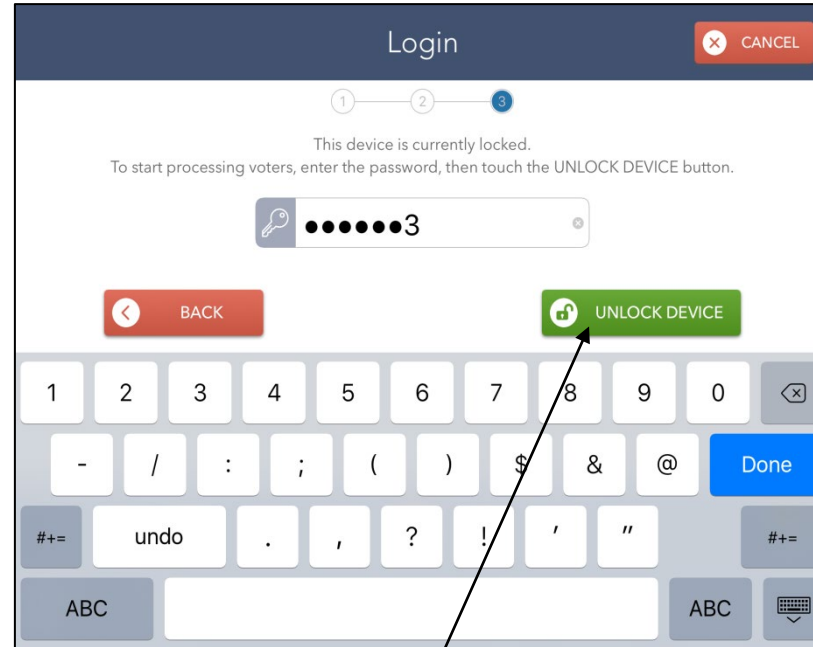 Login
CANCEL
1 2 3
This device is currently locked.
To start processing voters, enter the password, then touch the UNLOCK DEVICE button.
●●●●●●3
BACK
UNLOCK DEVICE
1 2 3 4 5 6 7 8 9 0
- / : ; ( ) $ & @ Done
#+= undo . , ? ! ' " #+=
ABC ABC